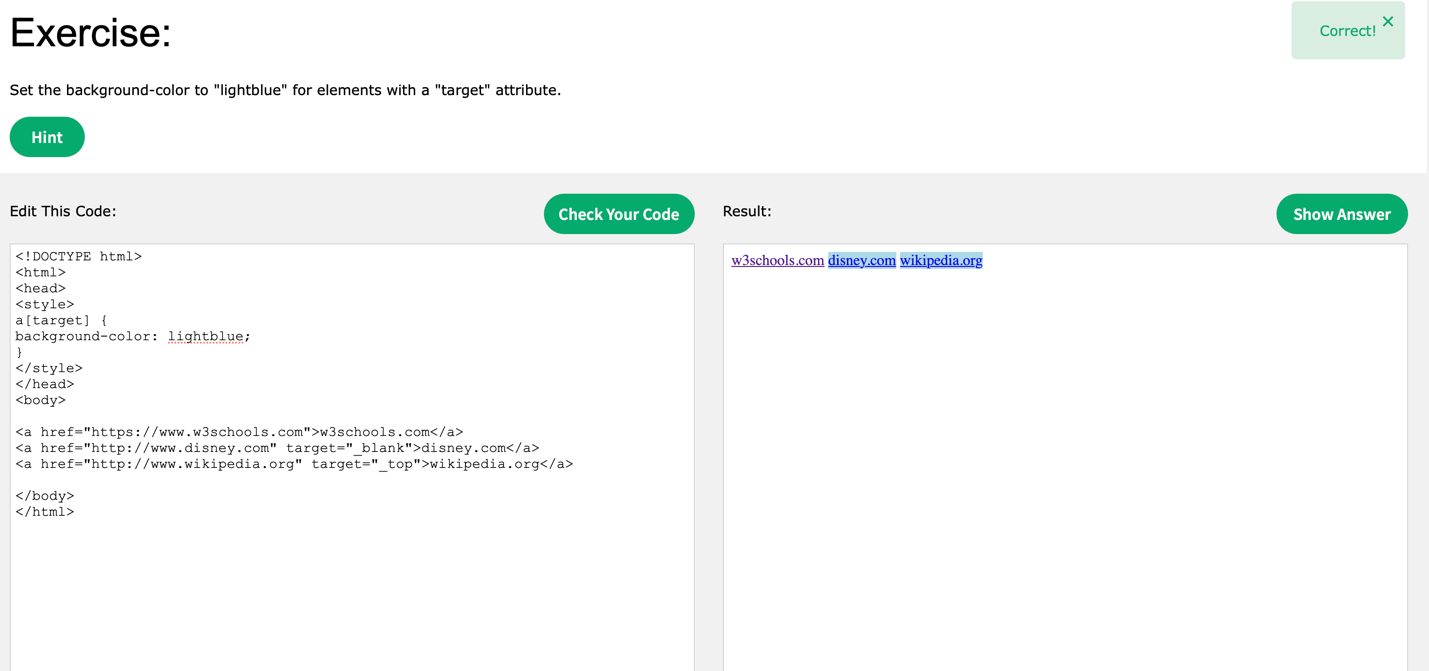 Exercise:
Correct! ×
Set the background-color to "lightblue" for elements with a "target" attribute.
Hint
Edit This Code:
Check Your Code
<!DOCTYPE html>
<html>
<head>
<style>
a[target] {
background-color: lightblue;
}
</style>
</head>
<body>
<a href="https://www.w3schools.com">w3schools.com</a>
<a href="http://www.disney.com" target="_blank">disney.com</a>
<a href="http://www.wikipedia.org" target="_top">wikipedia.org</a>
</body>
</html>
Result:
Show Answer
w3schools.com disney.com wikipedia.org